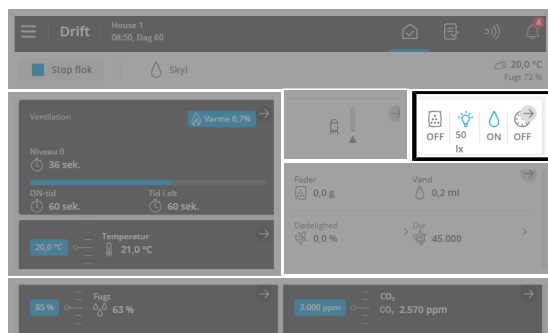 Drift
House 1
08:50, Dag 60
4
Stop flok
Skyl
20,0 °C
Fugt 72 %
Ventilation
Varme 6,7%
OFF
50
lx
ON
OFF
Niveau 0
36 sek.
ON-tid
Tid i alt
60 sek.
60 sek.
Foder
Vand
0,0 g
0,2 ml
Dødelighed
Dyr
0,0 %
45.000
Temperatur
20,0 °C
21,0 °C
Fugt
85 %
63 %
CO₂
3.000 ppm
CO₂ 2.570 ppm